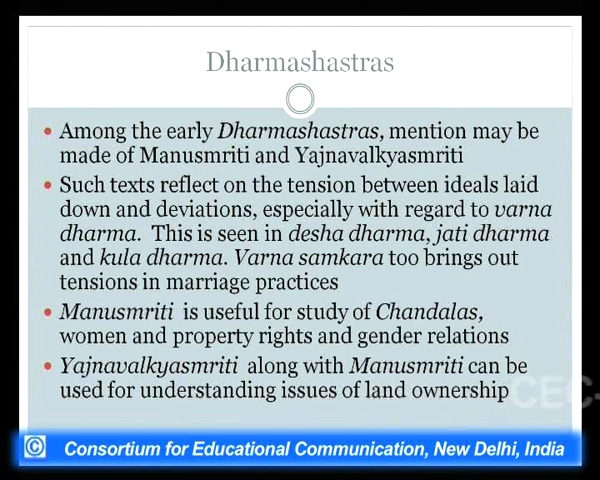 Dharmashastras
• Among the early Dharmashastras, mention may be
made of Manusmriti and Yajnavalkyasmriti
• Such texts reflect on the tension between ideals laid
down and deviations, especially with regard to varna
dharma. This is seen in desha dharma, jati dharma
and kula dharma. Varna samkara too brings out
tensions in marriage practices
• Manusmriti is useful for study of Chandalas,
women and property rights and gender relations
• Yajnavalkyasmriti along with Manusmriti can be
used for understanding issues of land ownership
CEC-
© Consortium for Educational Communication, New Delhi, India